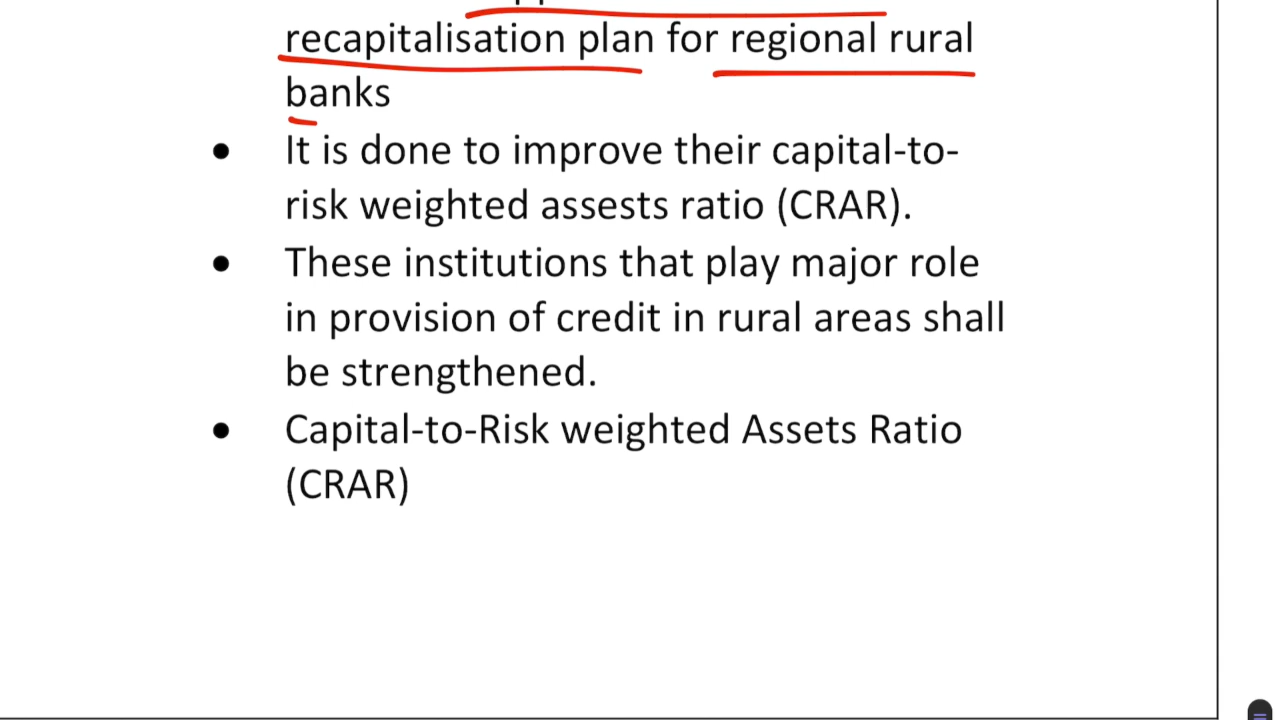 recapitalisation plan for regional rural
banks
● It is done to improve their capital-to-
risk weighted assests ratio (CRAR).
● These institutions that play major role
in provision of credit in rural areas shall
be strengthened.
● Capital-to-Risk weighted Assets Ratio
(CRAR)